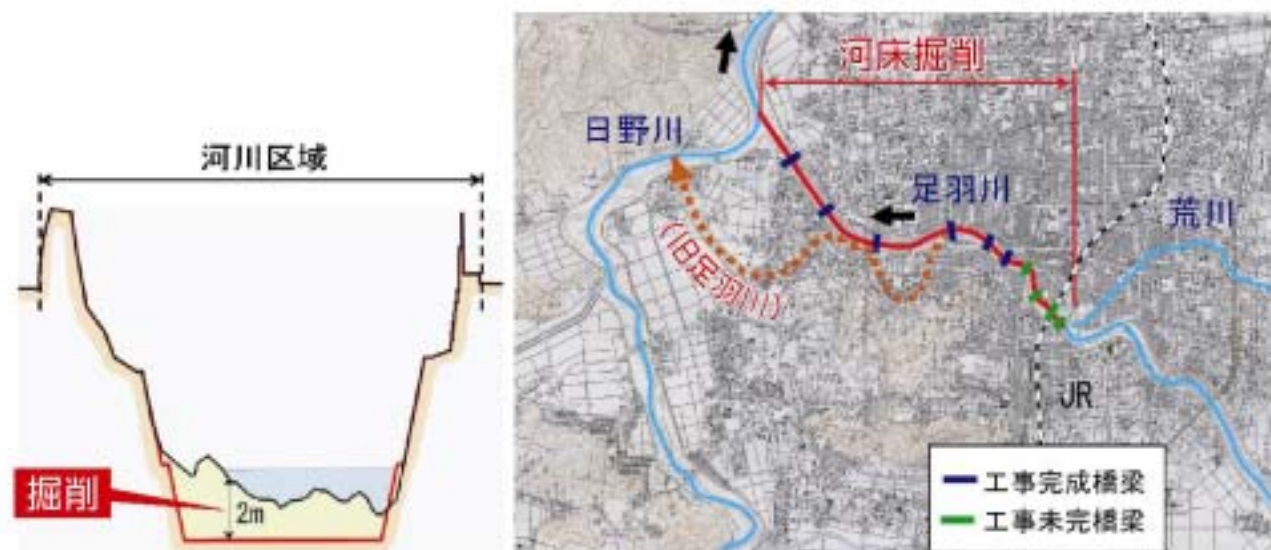 河川区域
掘削
2m
河床掘削
日野川
足羽川
荒川
(旧足羽川)
JR
工事完成橋梁
工事未完橋梁